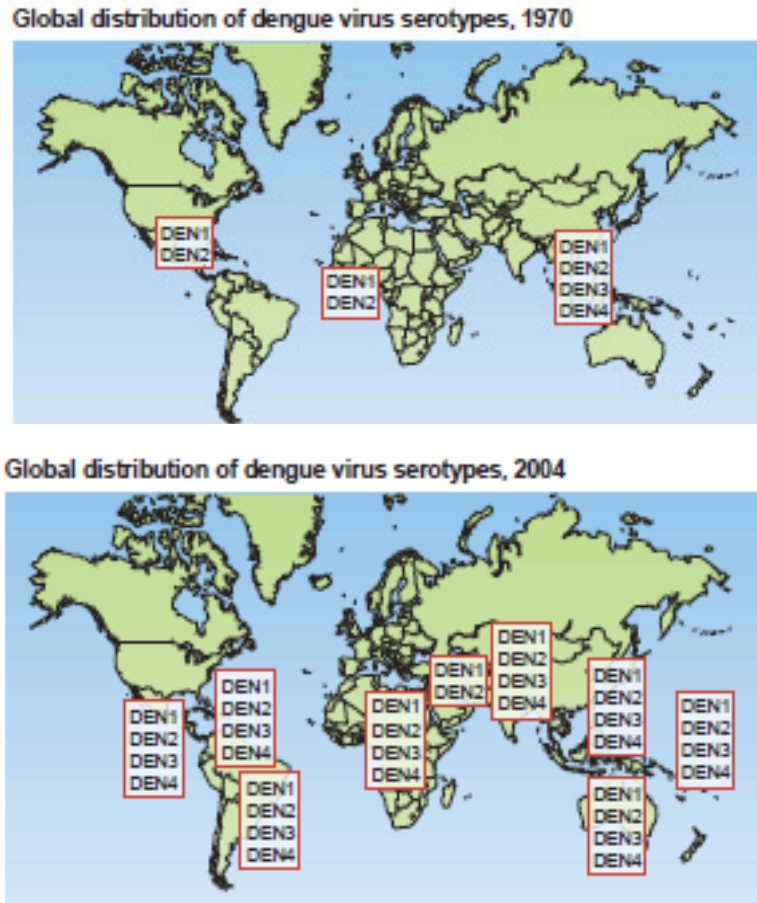 Global distribution of dengue virus serotypes, 1970
DEN1
DEN2
DEN1
DEN2
DEN1
DEN2
DEN3
DEN4
Global distribution of dengue virus serotypes, 2004
DEN1
DEN2
DEN3
DEN4
DEN1
DEN2
DEN3
DEN4
DEN1
DEN2
DEN3
DEN4
DEN1
DEN2
DEN3
DEN4
DEN1
DEN2
DEN1
DEN2
DEN3
DEN4
DEN1
DEN2
DEN3
DEN4
DEN1
DEN2
DEN3
DEN4
DEN1
DEN2
DEN3
DEN4